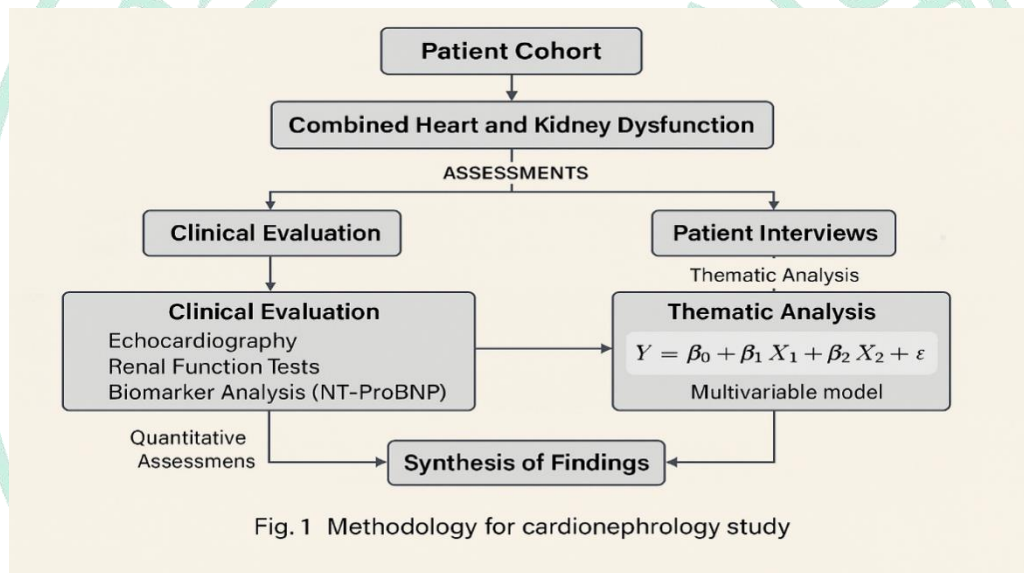 Patient Cohort
Combined Heart and Kidney Dysfunction
ASSESSMENTS
Clinical Evaluation
Patient Interviews
Thematic Analysis
Clinical Evaluation
Echocardiography
Renal Function Tests
Biomarker Analysis (NT-ProBNP)
Thematic Analysis
Y = β₀ + β₁ X₁ + β₂ X₂ + ε
Multivariable model
Quantitative
Assessmens
Synthesis of Findings
Fig. 1 Methodology for cardionephrology study